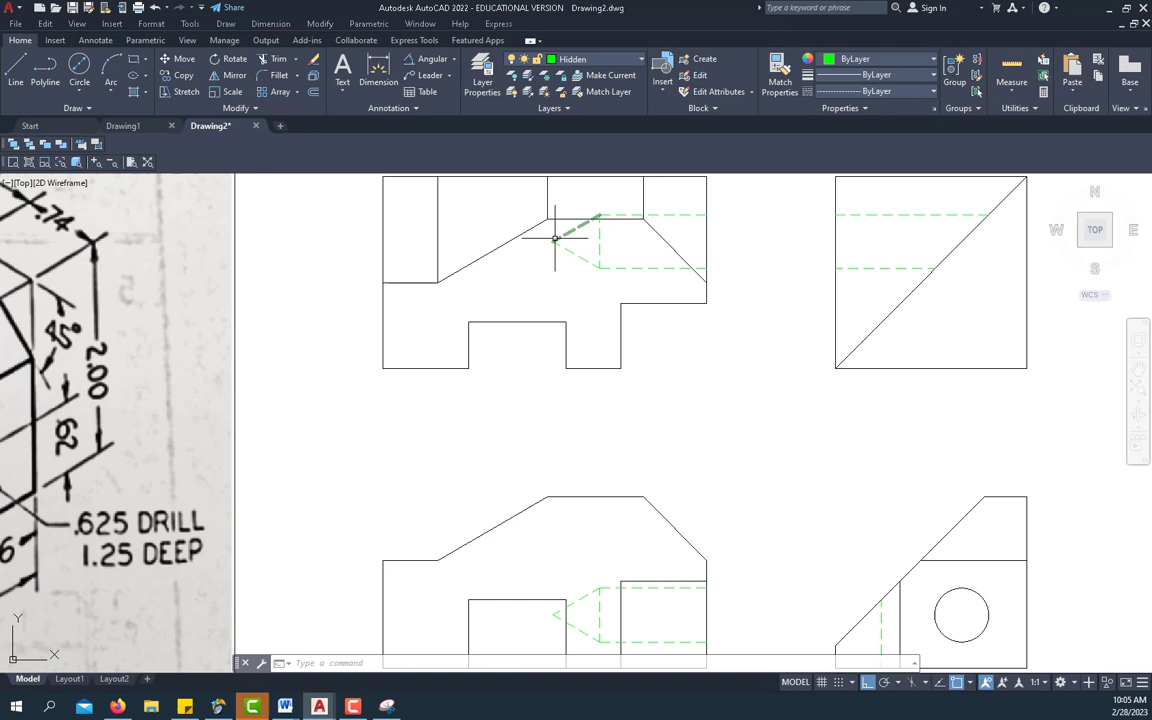 Share
Autodesk AutoCAD 2022 - EDUCATIONAL VERSION Drawing2.dwg
Type a keyword or phrase
Sign In
File Edit View Insert Format Tools Draw Dimension Modify Parametric Window Help Express
Home Insert Annotate Parametric View Manage Output Add-ins Collaborate Express Tools Featured Apps
Line Polyline Circle Arc
Move Rotate Trim
Copy Mirror Fillet
Stretch Scale Array
Text Dimension
Angular
Leader
Table
Layer Properties
Hidden
Make Current
Match Layer
Insert
Create
Edit
Edit Attributes
Match Properties
ByLayer
ByLayer
ByLayer
Group
Measure
Paste
Base
Draw Modify Annotation Layers Block Properties Groups Utilities Clipboard View
Start Drawing1 Drawing2*
[−][Top][2D Wireframe]
.74
45°
2.00
.62
.625 DRILL
1.25 DEEP
N
W TOP E
S
WCS
Y
X
Type a command
Model Layout1 Layout2
MODEL 1:1
10:05 AM
2/28/2023